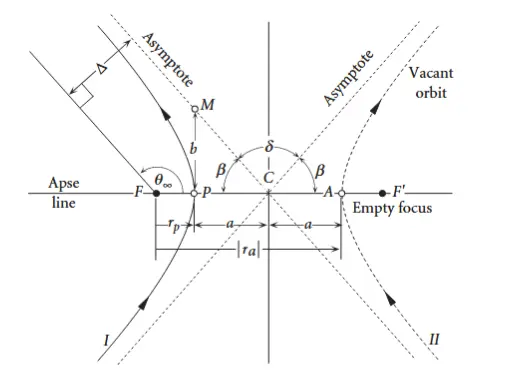 Asymptote
Asymptote
Vacant
orbit
Δ
M
b
δ
β
β
C
θ∞
Apse
line
F
P
A
F'
Empty focus
rp
a
a
|ra|
I
II